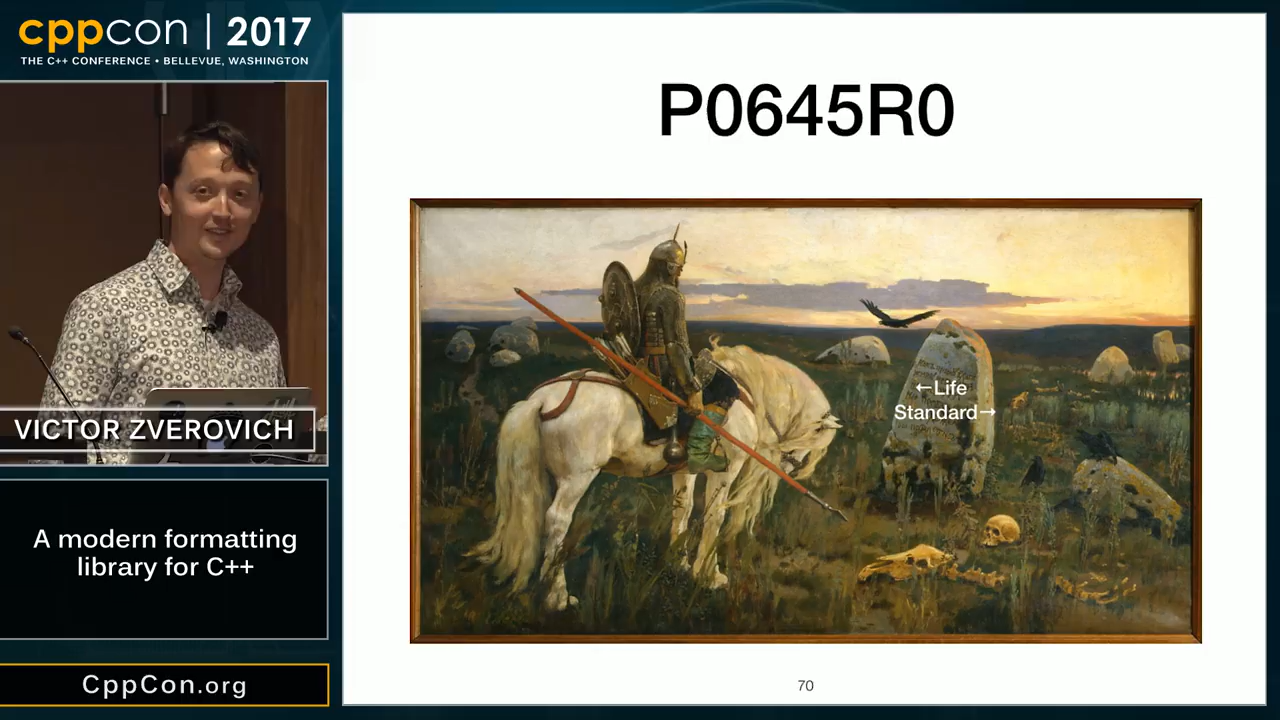 cppcon | 2017
THE C++ CONFERENCE • BELLEVUE, WASHINGTON
VICTOR ZVEROVICH
A modern formatting
library for C++
CppCon.org
P0645R0
←Life
Standard→
70